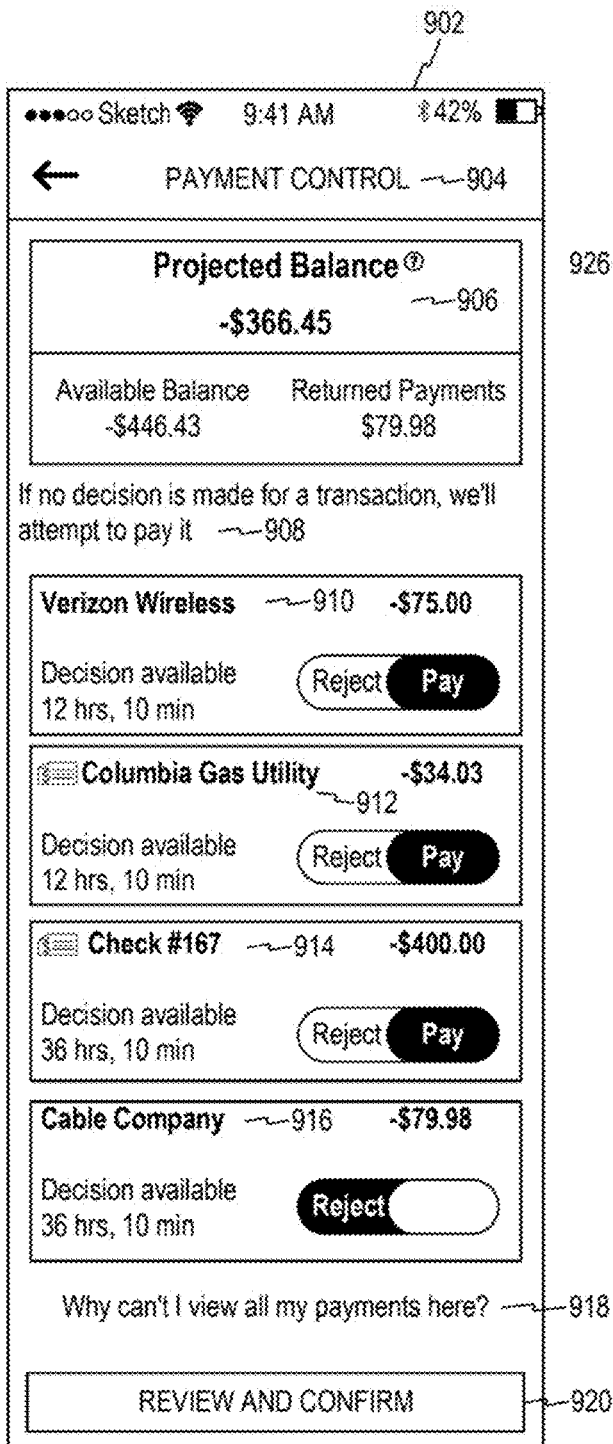 902
●●●○○ Sketch 9:41 AM 42%
← PAYMENT CONTROL 904
Projected Balance ? 926
-$366.45 906
Available Balance Returned Payments
-$446.43 $79.98
If no decision is made for a transaction, we'll
attempt to pay it 908
Verizon Wireless 910 -$75.00
Decision available Reject Pay
12 hrs, 10 min
Columbia Gas Utility -$34.03
912
Decision available Reject Pay
12 hrs, 10 min
Check #167 914 -$400.00
Decision available Reject Pay
36 hrs, 10 min
Cable Company 916 -$79.98
Decision available Reject
36 hrs, 10 min
Why can't I view all my payments here? 918
REVIEW AND CONFIRM 920